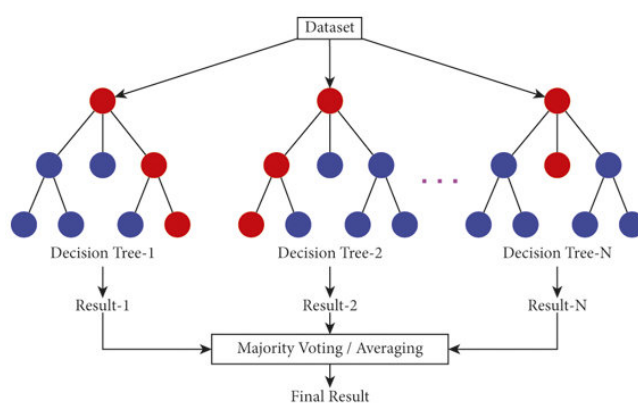 Dataset
Decision Tree-1
Decision Tree-2
Decision Tree-N
Result-1
Result-2
Result-N
Majority Voting / Averaging
Final Result